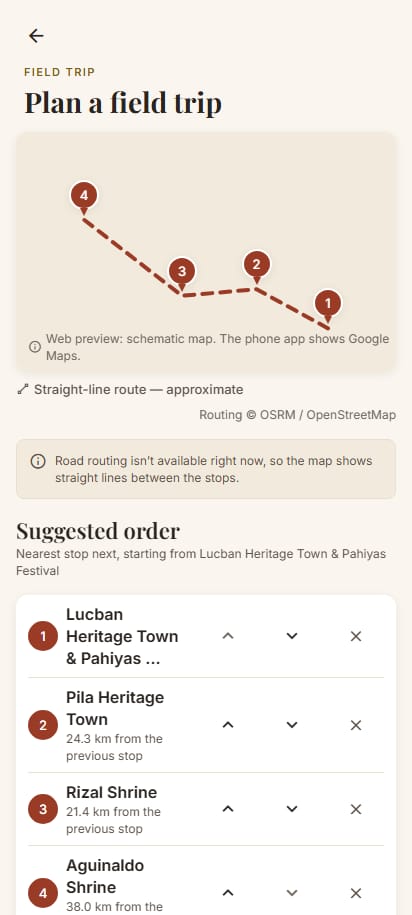 FIELD TRIP
Plan a field trip
4
3
2
1
Web preview: schematic map. The phone app shows Google
Maps.
Straight-line route — approximate
Routing © OSRM / OpenStreetMap
Road routing isn't available right now, so the map shows
straight lines between the stops.
Suggested order
Nearest stop next, starting from Lucban Heritage Town & Pahiyas
Festival
1
Lucban
Heritage Town
& Pahiyas ...
2
Pila Heritage
Town
24.3 km from the
previous stop
3
Rizal Shrine
21.4 km from the
previous stop
4
Aguinaldo
Shrine
38.0 km from the